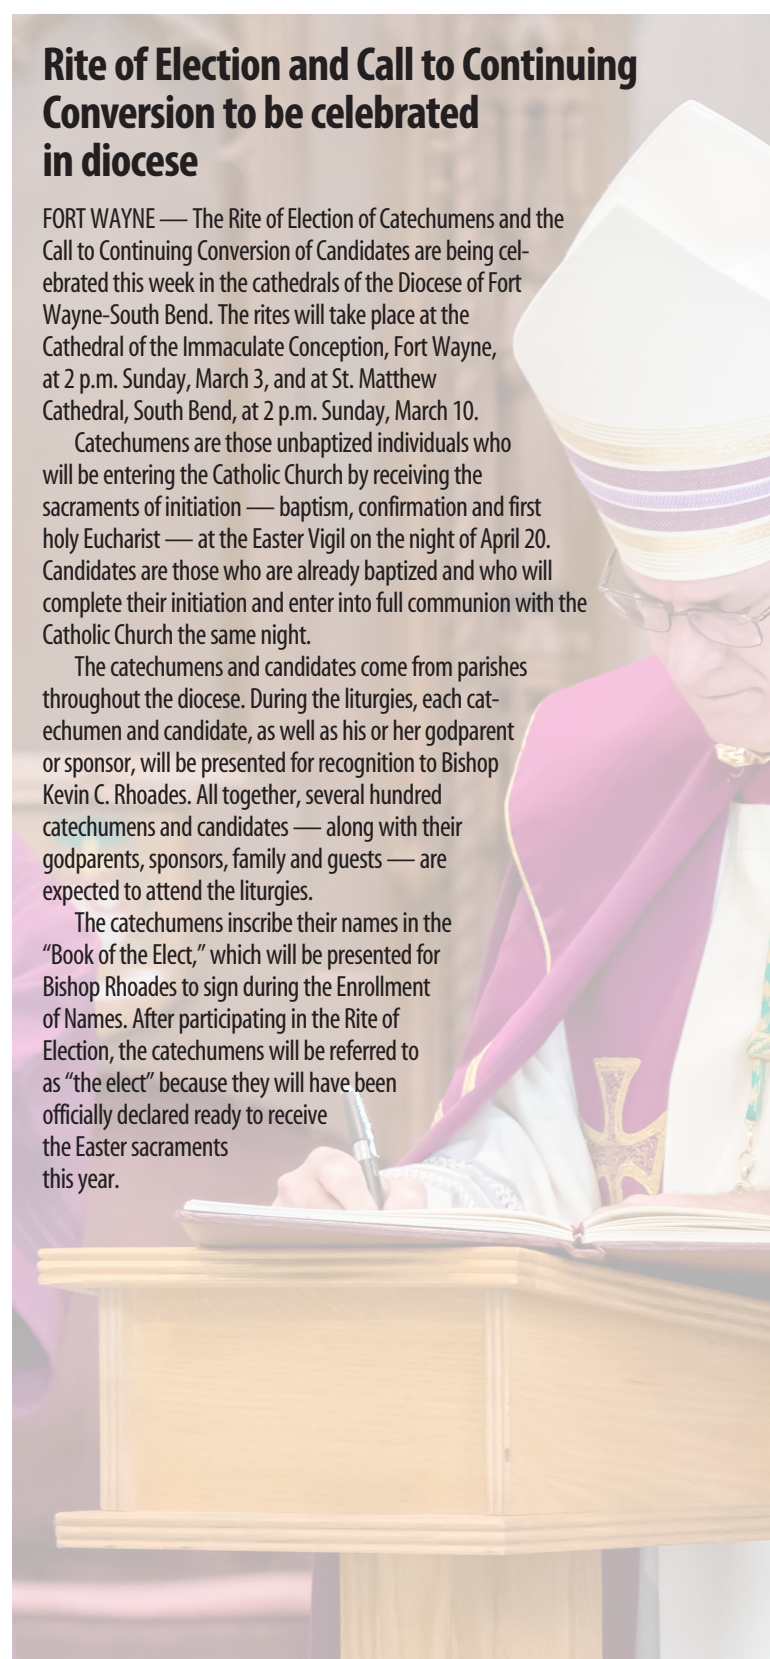 Rite of Election and Call to Continuing
Conversion to be celebrated
in diocese
FORT WAYNE — The Rite of Election of Catechumens and the
Call to Continuing Conversion of Candidates are being cel-
ebrated this week in the cathedrals of the Diocese of Fort
Wayne-South Bend. The rites will take place at the
Cathedral of the Immaculate Conception, Fort Wayne,
at 2 p.m. Sunday, March 3, and at St. Matthew
Cathedral, South Bend, at 2 p.m. Sunday, March 10.
Catechumens are those unbaptized individuals who
will be entering the Catholic Church by receiving the
sacraments of initiation — baptism, confirmation and first
holy Eucharist — at the Easter Vigil on the night of April 20.
Candidates are those who are already baptized and who will
complete their initiation and enter into full communion with the
Catholic Church the same night.
The catechumens and candidates come from parishes
throughout the diocese. During the liturgies, each cat-
echumen and candidate, as well as his or her godparent
or sponsor, will be presented for recognition to Bishop
Kevin C. Rhoades. All together, several hundred
catechumens and candidates — along with their
godparents, sponsors, family and guests — are
expected to attend the liturgies.
The catechumens inscribe their names in the
“Book of the Elect,” which will be presented for
Bishop Rhoades to sign during the Enrollment
of Names. After participating in the Rite of
Election, the catechumens will be referred to
as “the elect” because they will have been
officially declared ready to receive
the Easter sacraments
this year.